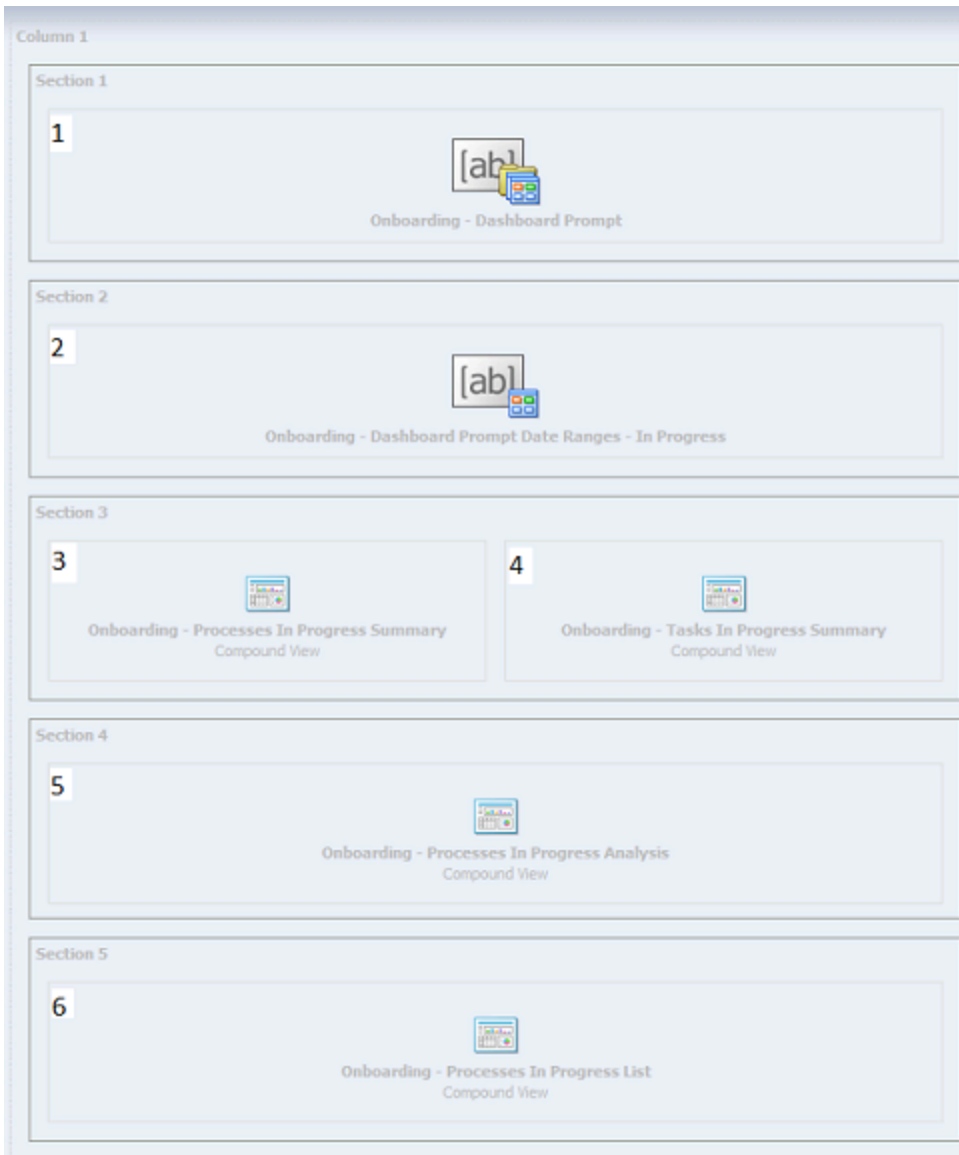 Column 1
Section 1
1
[ab]
Onboarding - Dashboard Prompt
Section 2
2
[ab]
Onboarding - Dashboard Prompt Date Ranges - In Progress
Section 3
3
Onboarding - Processes In Progress Summary
Compound View
4
Onboarding - Tasks In Progress Summary
Compound View
Section 4
5
Onboarding - Processes In Progress Analysis
Compound View
Section 5
6
Onboarding - Processes In Progress List
Compound View